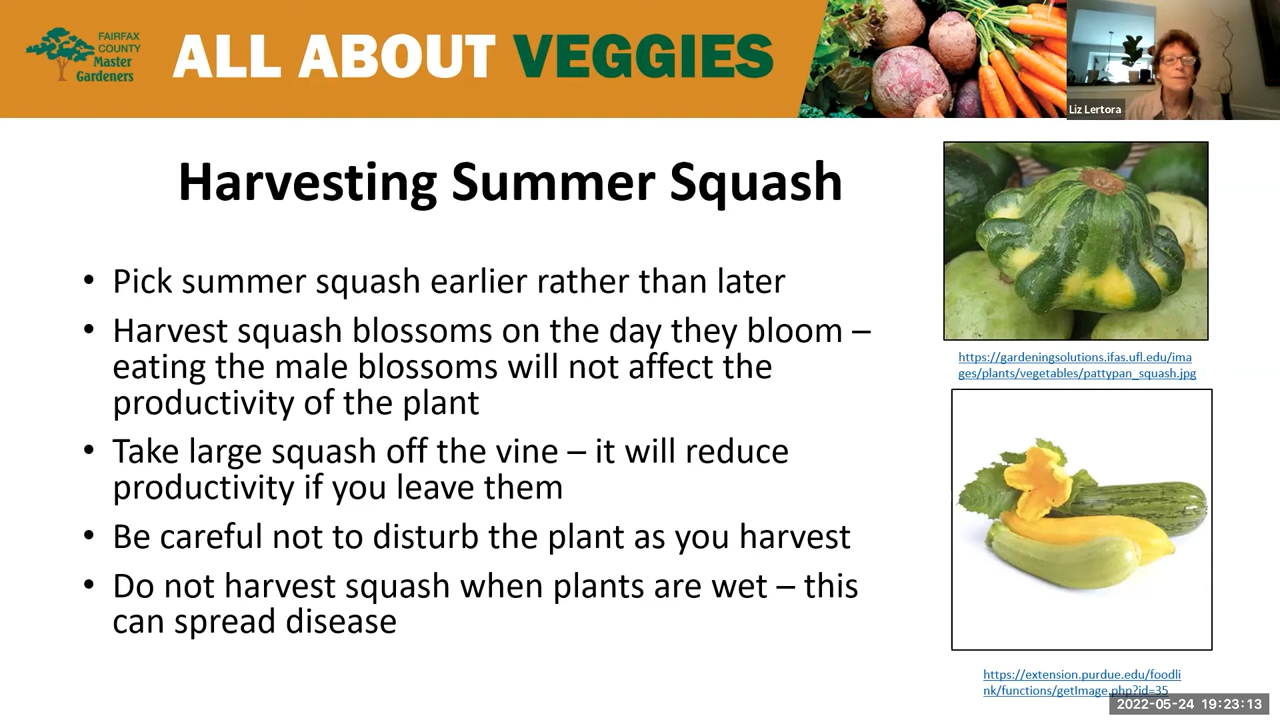 FAIRFAX
COUNTY
Master
Gardeners
ALL ABOUT VEGGIES
Liz Lertora
Harvesting Summer Squash
• Pick summer squash earlier rather than later
• Harvest squash blossoms on the day they bloom –
eating the male blossoms will not affect the
productivity of the plant
• Take large squash off the vine – it will reduce
productivity if you leave them
• Be careful not to disturb the plant as you harvest
• Do not harvest squash when plants are wet – this
can spread disease
https://gardeningsolutions.ifas.ufl.edu/ima
ges/plants/vegetables/pattypan_squash.jpg
https://extension.purdue.edu/foodli
nk/functions/getImage.php?id=35
2022-05-24 19:23:13